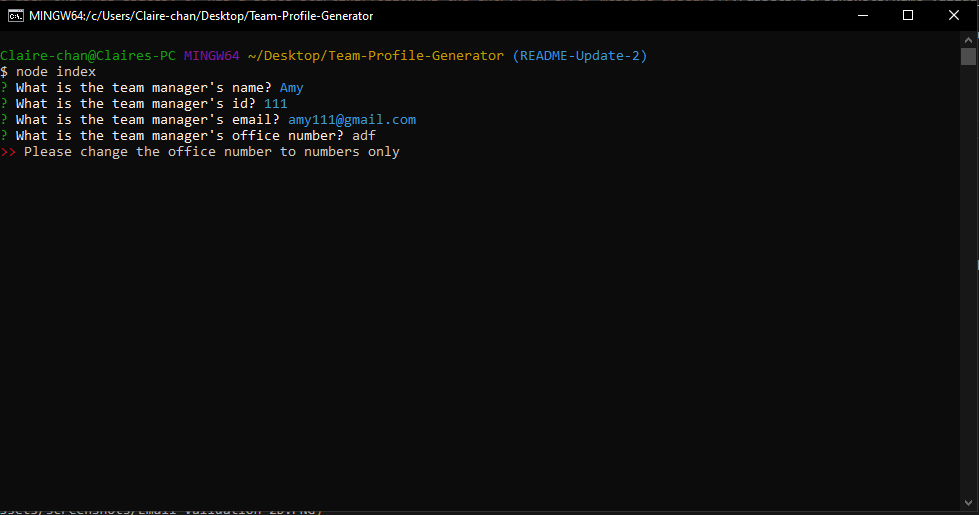 MINGW64:/c/Users/Claire-chan/Desktop/Team-Profile-Generator
Claire-chan@Claires-PC MINGW64 ~/Desktop/Team-Profile-Generator (README-Update-2)
$ node index
? What is the team manager's name? Amy
? What is the team manager's id? 111
? What is the team manager's email? amy111@gmail.com
? What is the team manager's office number? adf
>> Please change the office number to numbers only